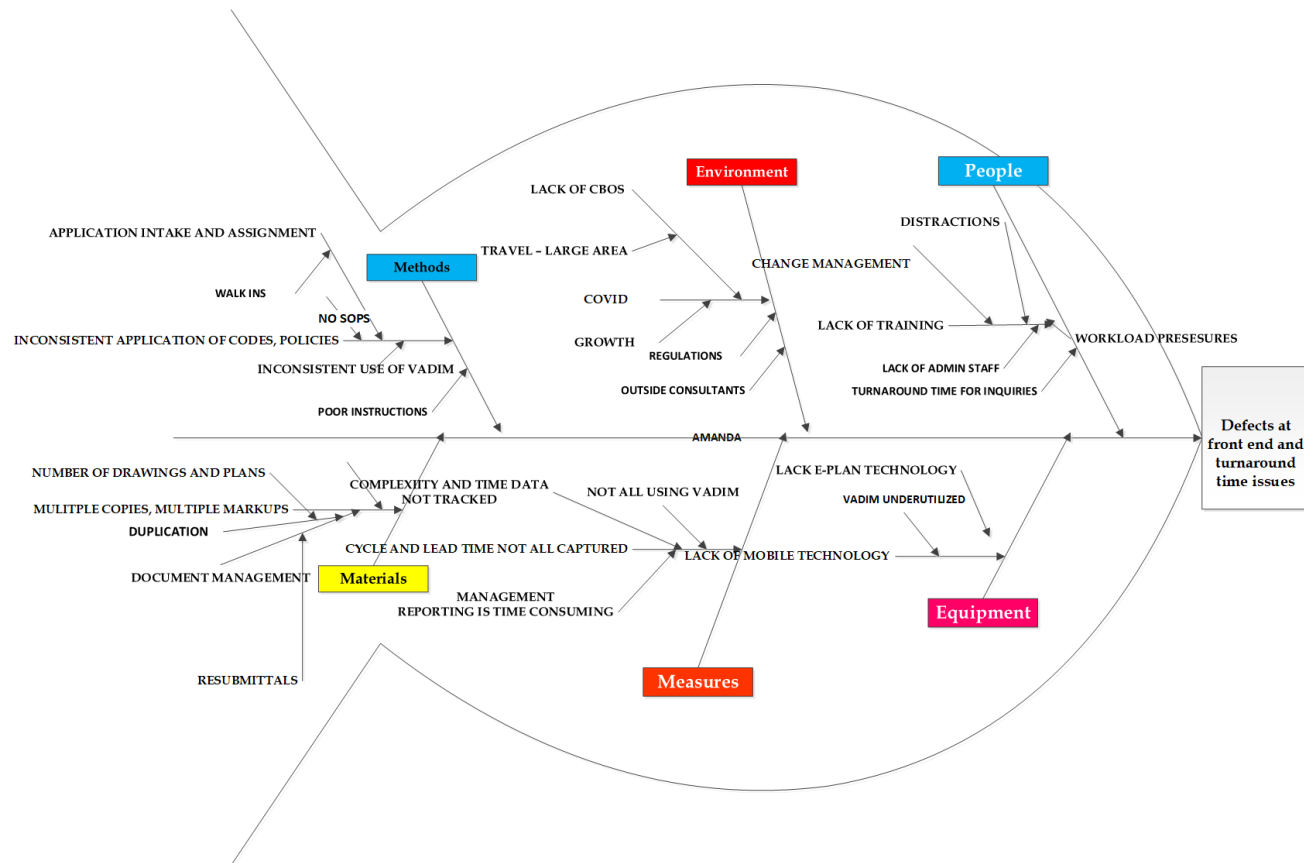 Environment
People
LACK OF CBOS
DISTRACTIONS
APPLICATION INTAKE AND ASSIGNMENT
TRAVEL – LARGE AREA
CHANGE MANAGEMENT
Methods
WALK INS
COVID
NO SOPS
LACK OF TRAINING
INCONSISTENT APPLICATION OF CODES, POLICIES
GROWTH
WORKLOAD PRESESURES
REGULATIONS
INCONSISTENT USE OF VADIM
LACK OF ADMIN STAFF
OUTSIDE CONSULTANTS
TURNAROUND TIME FOR INQUIRIES
POOR INSTRUCTIONS
AMANDA
Defects at
front end and
turnaround
time issues
NUMBER OF DRAWINGS AND PLANS
LACK E-PLAN TECHNOLOGY
COMPLEXIITY AND TIME DATA
NOT TRACKED
NOT ALL USING VADIM
VADIM UNDERUTILIZED
MULITPLE COPIES, MULTIPLE MARKUPS
DUPLICATION
CYCLE AND LEAD TIME NOT ALL CAPTURED
LACK OF MOBILE TECHNOLOGY
DOCUMENT MANAGEMENT
Materials
MANAGEMENT
REPORTING IS TIME CONSUMING
Equipment
RESUBMITTALS
Measures